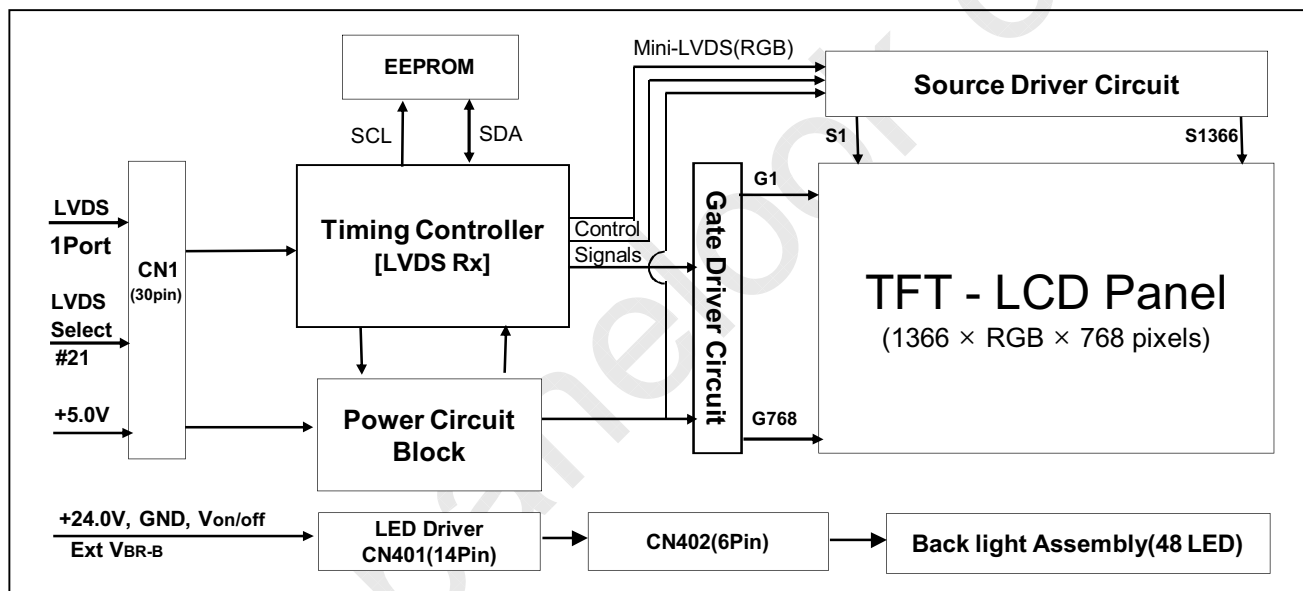 EEPROM
Mini-LVDS(RGB)
Source Driver Circuit
SCL
SDA
S1
S1366
LVDS
1Port
CN1
(30pin)
Timing Controller
[LVDS Rx]
Control
Signals
Gate Driver Circuit
G1
TFT - LCD Panel
(1366 × RGB × 768 pixels)
LVDS
Select
#21
+5.0V
Power Circuit
Block
G768
+24.0V, GND, Von/off
Ext VBR-B
LED Driver
CN401(14Pin)
CN402(6Pin)
Back light Assembly(48 LED)